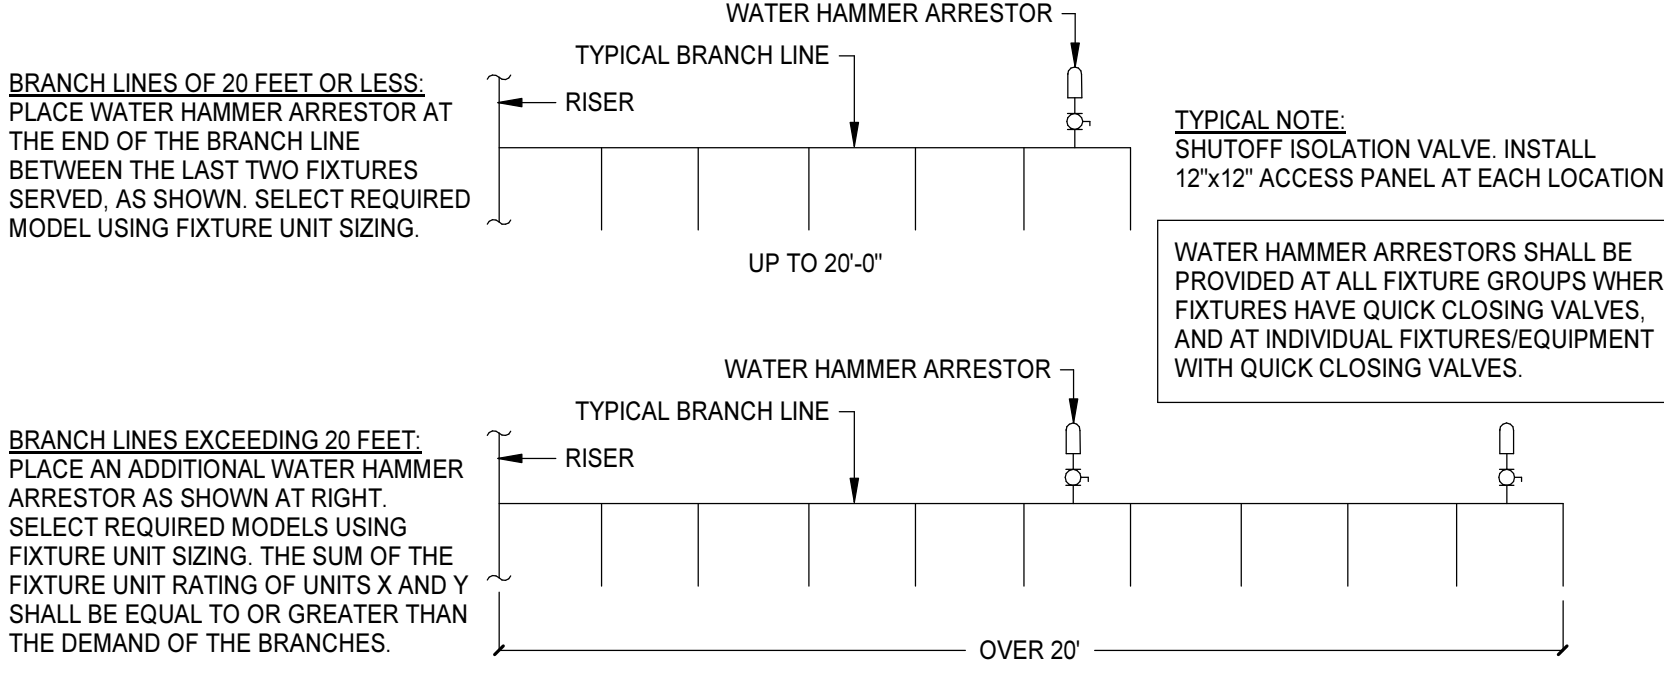 WATER HAMMER ARRESTOR
TYPICAL BRANCH LINE
BRANCH LINES OF 20 FEET OR LESS:
PLACE WATER HAMMER ARRESTOR AT
THE END OF THE BRANCH LINE
BETWEEN THE LAST TWO FIXTURES
SERVED, AS SHOWN. SELECT REQUIRED
MODEL USING FIXTURE UNIT SIZING.
RISER
UP TO 20'-0"
TYPICAL NOTE:
SHUTOFF ISOLATION VALVE. INSTALL
12"x12" ACCESS PANEL AT EACH LOCATION
WATER HAMMER ARRESTORS SHALL BE
PROVIDED AT ALL FIXTURE GROUPS WHER
FIXTURES HAVE QUICK CLOSING VALVES,
AND AT INDIVIDUAL FIXTURES/EQUIPMENT
WITH QUICK CLOSING VALVES.
WATER HAMMER ARRESTOR
TYPICAL BRANCH LINE
BRANCH LINES EXCEEDING 20 FEET:
PLACE AN ADDITIONAL WATER HAMMER
ARRESTOR AS SHOWN AT RIGHT.
SELECT REQUIRED MODELS USING
FIXTURE UNIT SIZING. THE SUM OF THE
FIXTURE UNIT RATING OF UNITS X AND Y
SHALL BE EQUAL TO OR GREATER THAN
THE DEMAND OF THE BRANCHES.
RISER
OVER 20'